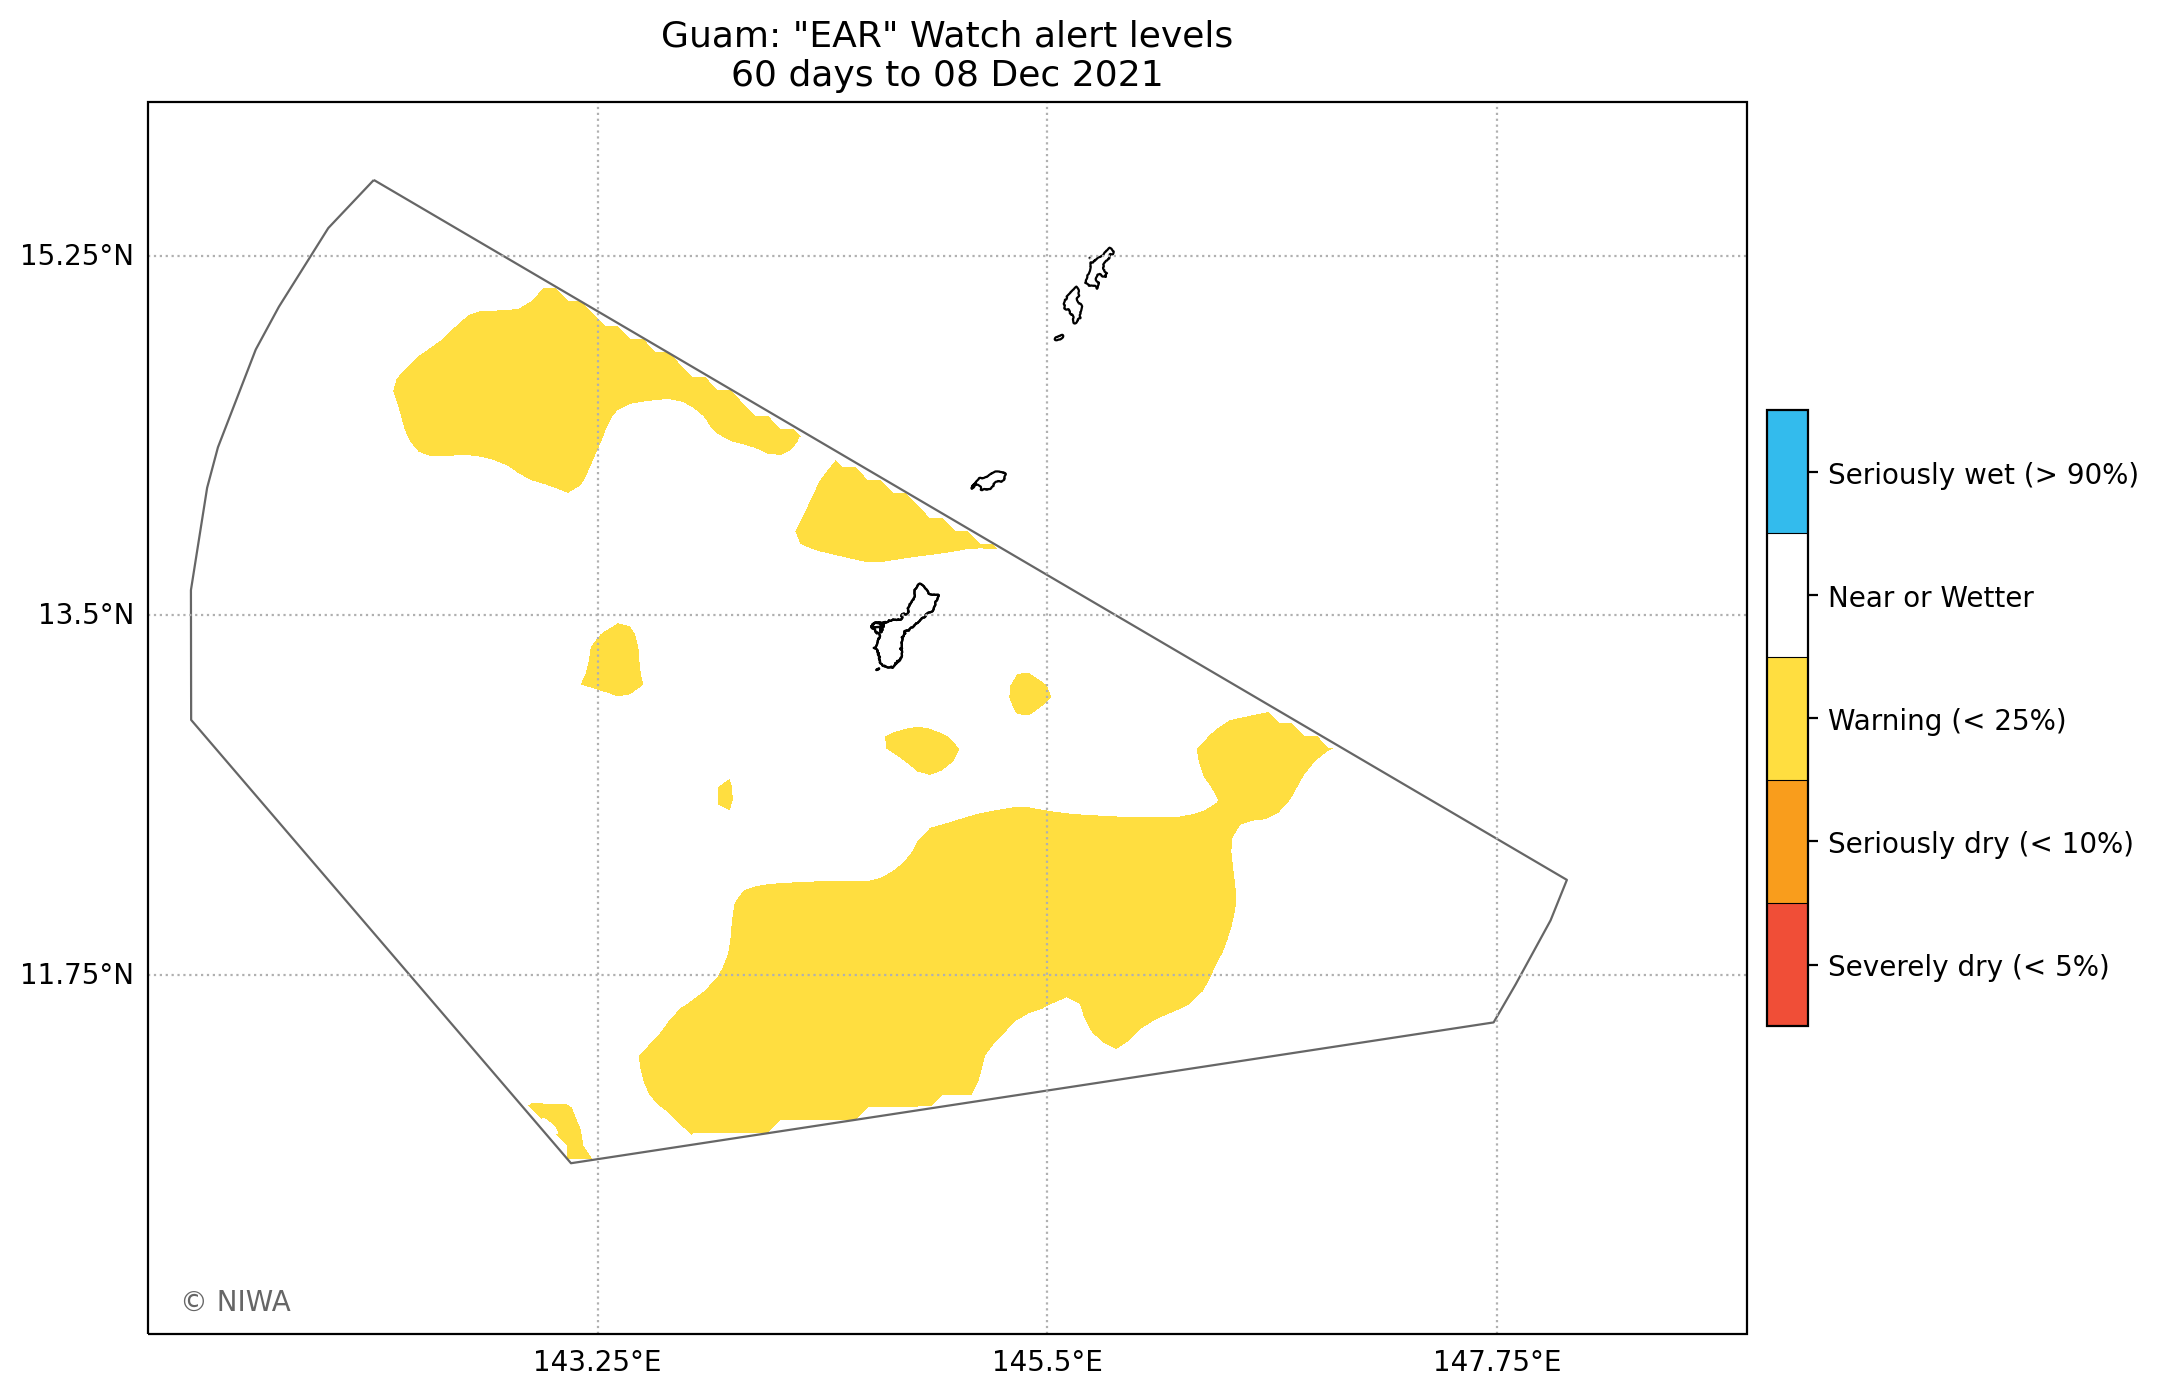 Guam: "EAR" Watch alert levels
60 days to 08 Dec 2021
15.25°N
13.5°N
11.75°N
143.25°E
145.5°E
147.75°E
Seriously wet (> 90%)
Near or Wetter
Warning (< 25%)
Seriously dry (< 10%)
Severely dry (< 5%)
© NIWA